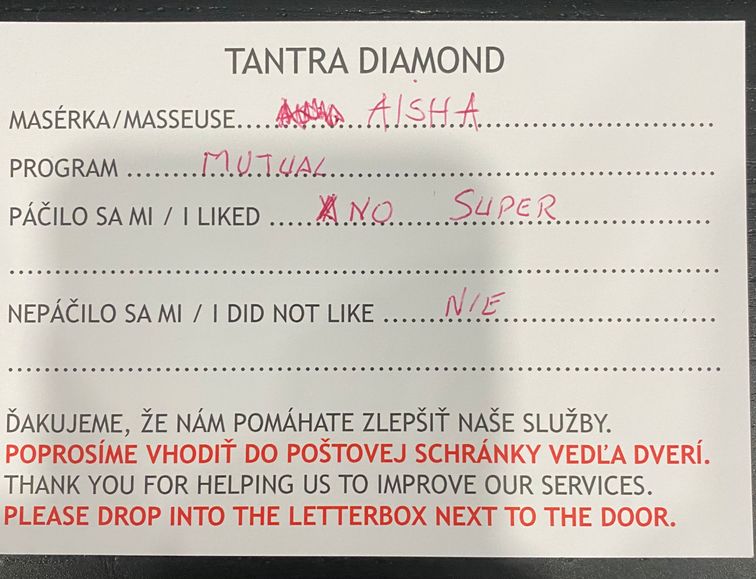 TANTRA DIAMOND
MASÉRKA/MASSEUSE.......... AISHA ..............................
PROGRAM ........ MUTUAL ........................................
PÁČILO SA MI / I LIKED ........ ANO SUPER ....................
................................................................................
NEPÁČILO SA MI / I DID NOT LIKE ........ NIE ....................
................................................................................
ĎAKUJEME, ŽE NÁM POMÁHATE ZLEPŠIŤ NAŠE SLUŽBY.
POPROSÍME VHODIŤ DO POŠTOVEJ SCHRÁNKY VEDĽA DVERÍ.
THANK YOU FOR HELPING US TO IMPROVE OUR SERVICES.
PLEASE DROP INTO THE LETTERBOX NEXT TO THE DOOR.